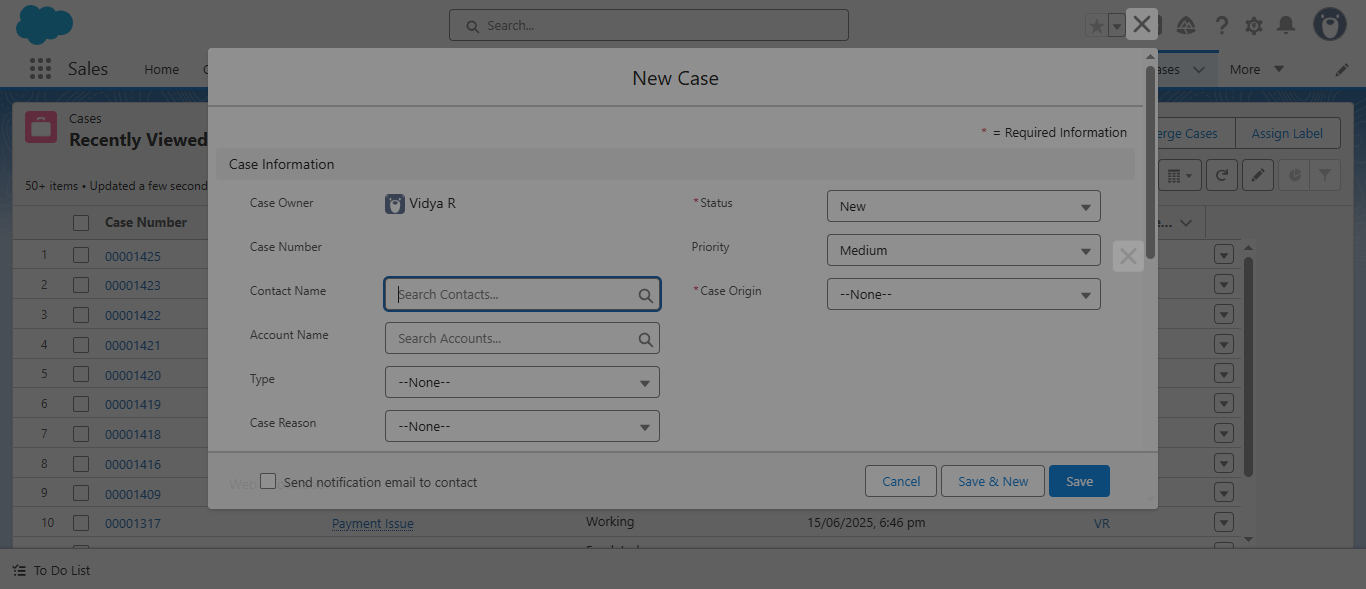 Search...
Sales
Home
ases
More
New Case
Cases
Recently Viewed
erge Cases
Assign Label
* = Required Information
Case Information
50+ items • Updated a few second
Case Owner
Vidya R
*Status
New
Case Number
e...
Case Number
Priority
Medium
1
00001425
Contact Name
Search Contacts...
*Case Origin
--None--
2
00001423
3
00001422
Account Name
Search Accounts...
4
00001421
Type
--None--
5
00001420
6
00001419
Case Reason
--None--
7
00001418
8
00001416
Web
Send notification email to contact
Cancel
Save & New
Save
9
00001409
10
00001317
Payment Issue
Working
15/06/2025, 6:46 pm
VR
To Do List